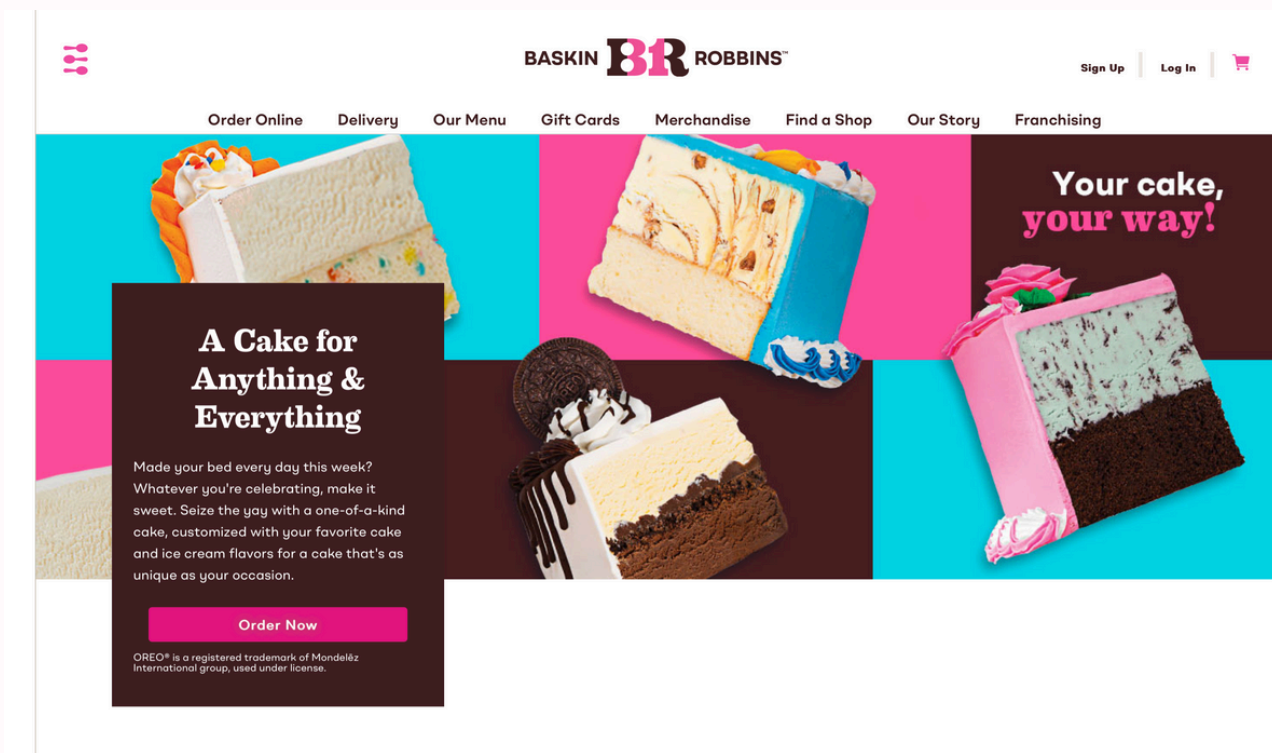 BASKIN BR ROBBINS™
Sign Up
Log In
Order Online Delivery Our Menu Gift Cards Merchandise Find a Shop Our Story Franchising
Your cake,
your way!
A Cake for
Anything &
Everything
Made your bed every day this week?
Whatever you're celebrating, make it
sweet. Seize the yay with a one-of-a-kind
cake, customized with your favorite cake
and ice cream flavors for a cake that's as
unique as your occasion.
Order Now
OREO® is a registered trademark of Mondelēz
International group, used under license.